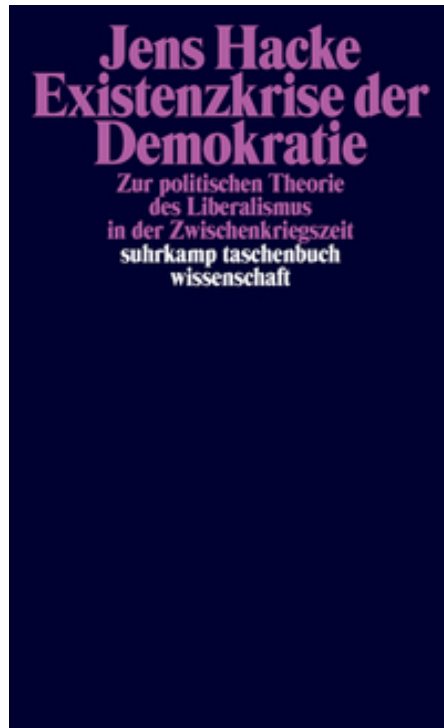 Jens Hacke
Existenzkrise der
Demokratie
Zur politischen Theorie
des Liberalismus
in der Zwischenkriegszeit
suhrkamp taschenbuch
wissenschaft